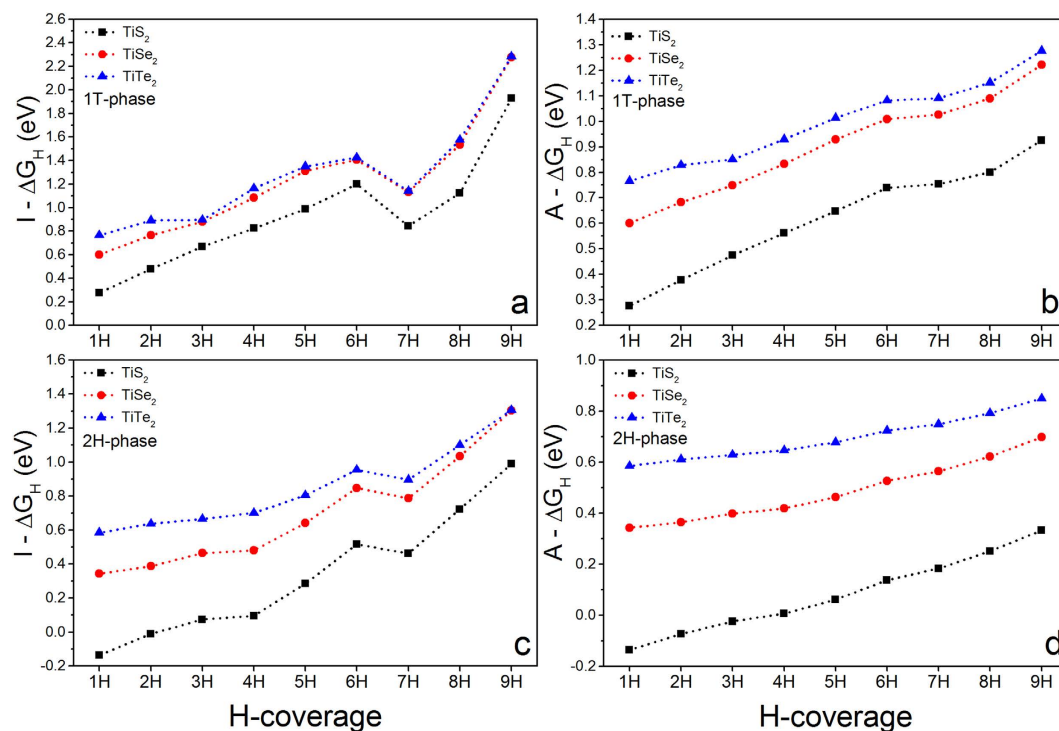 I - ΔG_H (eV)
2.6
2.4
2.2
2.0
1.8
1.6
1.4
1.2
1.0
0.8
0.6
0.4
0.2
0.0
TiS₂
TiSe₂
TiTe₂
1T-phase
a
1H 2H 3H 4H 5H 6H 7H 8H 9H
A - ΔG_H (eV)
1.4
1.3
1.2
1.1
1.0
0.9
0.8
0.7
0.6
0.5
0.4
0.3
0.2
TiS₂
TiSe₂
TiTe₂
1T-phase
b
1H 2H 3H 4H 5H 6H 7H 8H 9H
I - ΔG_H (eV)
1.6
1.4
1.2
1.0
0.8
0.6
0.4
0.2
0.0
-0.2
TiS₂
TiSe₂
TiTe₂
2H-phase
c
1H 2H 3H 4H 5H 6H 7H 8H 9H
H-coverage
A - ΔG_H (eV)
1.0
0.8
0.6
0.4
0.2
0.0
-0.2
TiS₂
TiSe₂
TiTe₂
2H-phase
d
1H 2H 3H 4H 5H 6H 7H 8H 9H
H-coverage